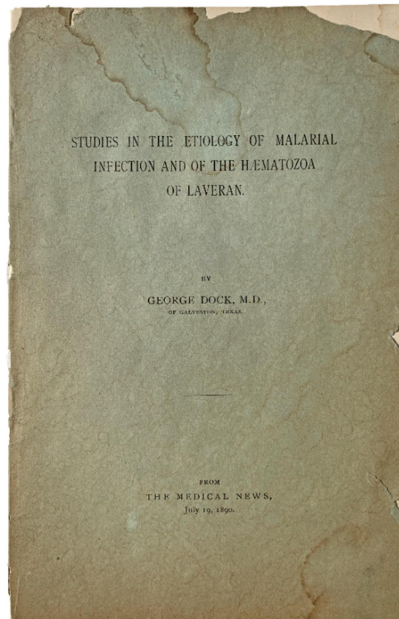 STUDIES IN THE ETIOLOGY OF MALARIAL
INFECTION AND OF THE HÆMATOZOA
OF LAVERAN.
BY
GEORGE DOCK, M.D.,
OF GALVESTON, TEXAS.
FROM
THE MEDICAL NEWS,
July 19, 1890.